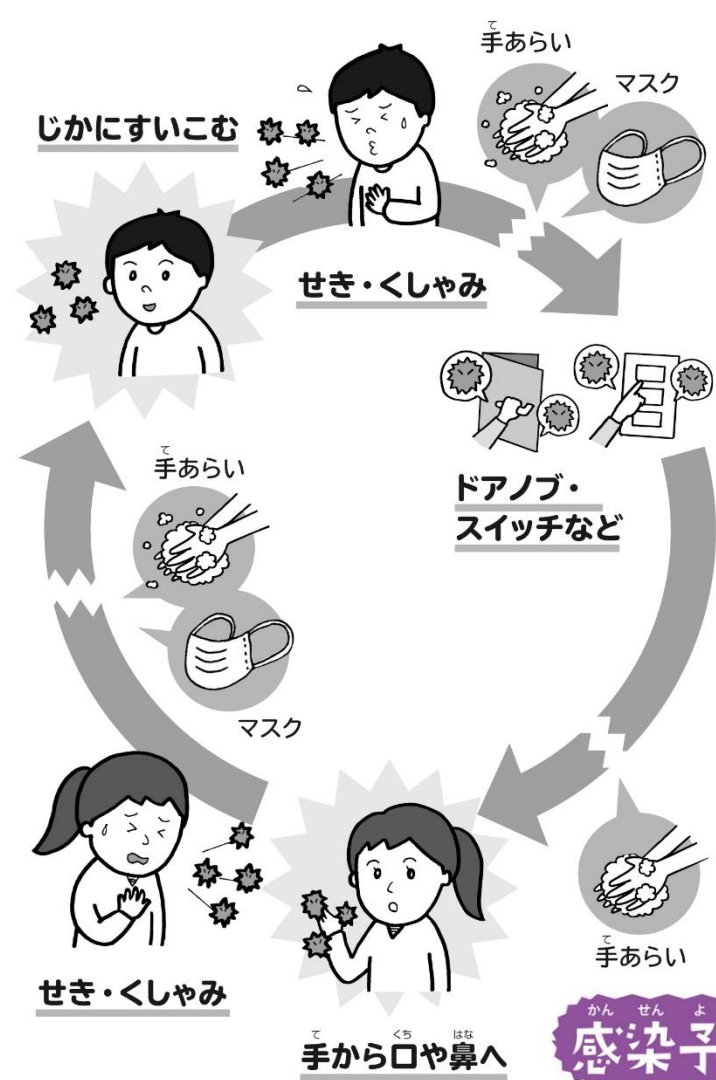 手あらい
マスク
じかにすいこむ
せき・くしゃみ
ドアノブ・
スイッチなど
手あらい
マスク
手あらい
せき・くしゃみ
手から口や鼻へ
感染